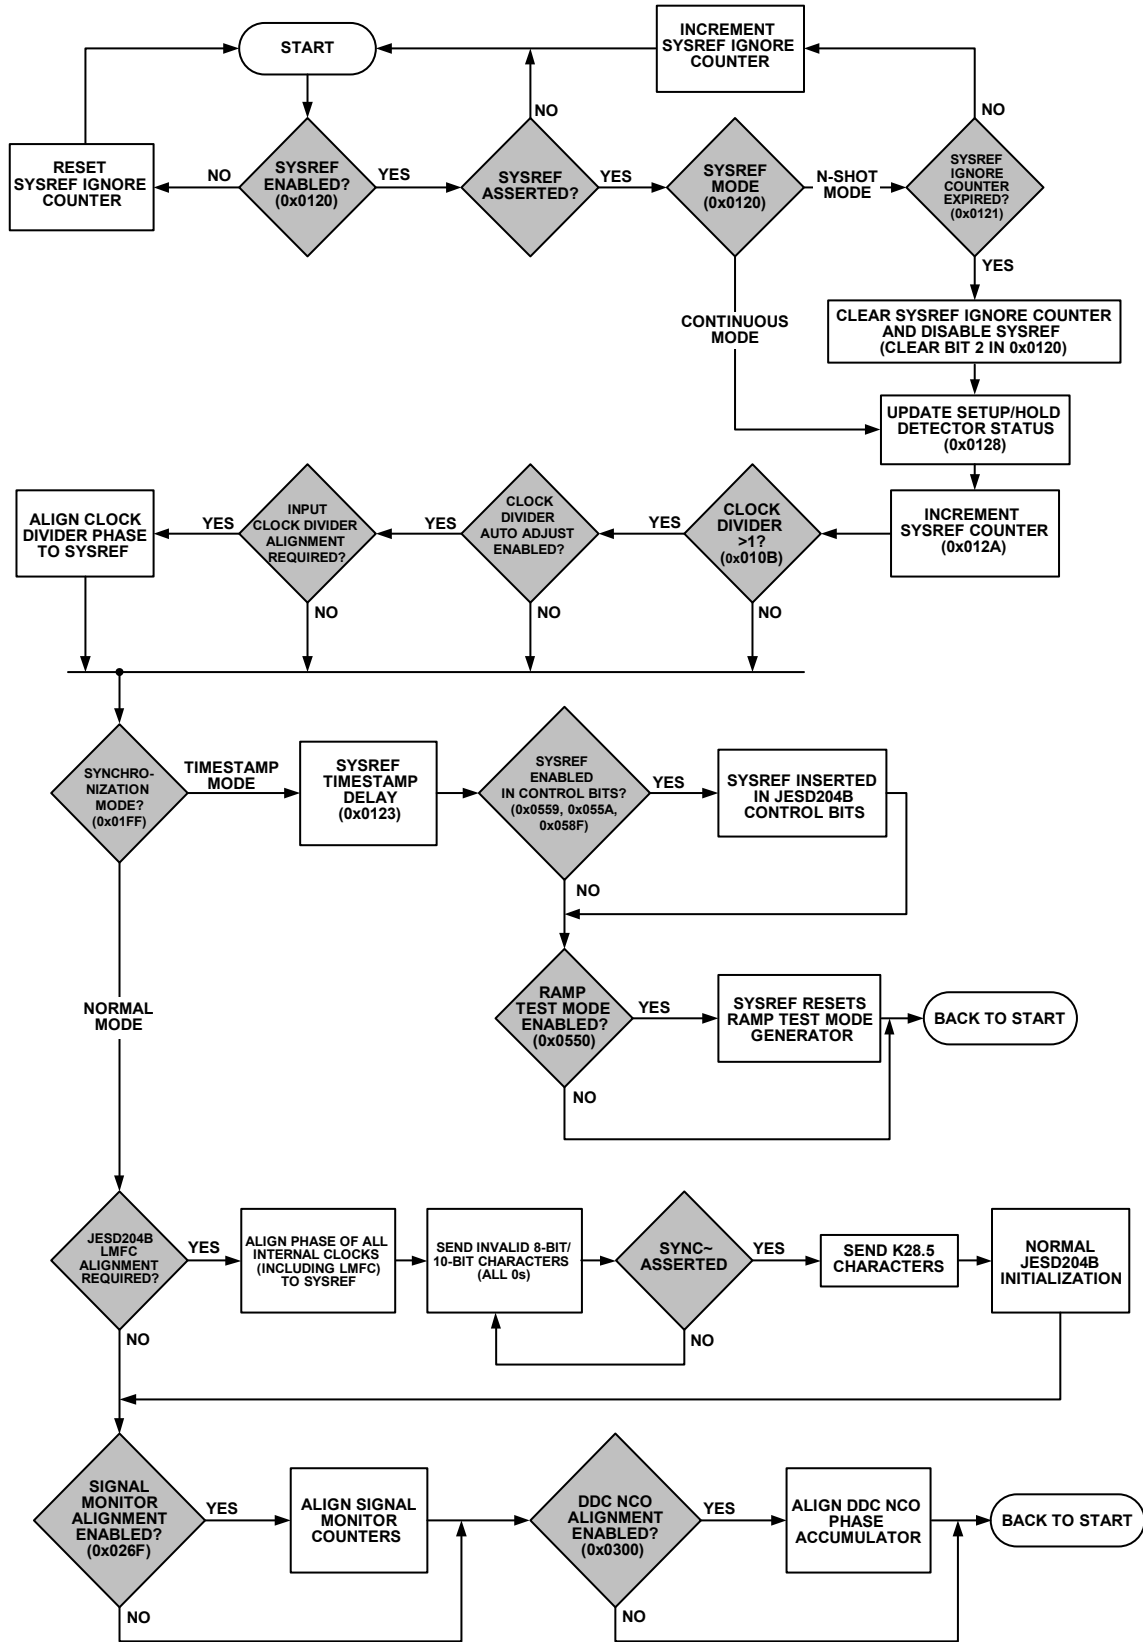 START
INCREMENT
SYSREF IGNORE
COUNTER
NO
NO
RESET
SYSREF IGNORE
COUNTER
NO
SYSREF
ENABLED?
(0x0120)
YES
SYSREF
ASSERTED?
YES
SYSREF
MODE
(0x0120)
N-SHOT
MODE
SYSREF
IGNORE
COUNTER
EXPIRED?
(0x0121)
YES
CONTINUOUS
MODE
CLEAR SYSREF IGNORE COUNTER
AND DISABLE SYSREF
(CLEAR BIT 2 IN 0x0120)
UPDATE SETUP/HOLD
DETECTOR STATUS
(0x0128)
ALIGN CLOCK
DIVIDER PHASE
TO SYSREF
YES
INPUT
CLOCK DIVIDER
ALIGNMENT
REQUIRED?
YES
CLOCK
DIVIDER
AUTO ADJUST
ENABLED?
YES
CLOCK
DIVIDER
>1?
(0x010B)
INCREMENT
SYSREF COUNTER
(0x012A)
NO
NO
NO
SYNCHRO-
NIZATION
MODE?
(0x01FF)
TIMESTAMP
MODE
SYSREF
TIMESTAMP
DELAY
(0x0123)
SYSREF
ENABLED
IN CONTROL BITS?
(0x0559, 0x055A,
0x058F)
YES
SYSREF INSERTED
IN JESD204B
CONTROL BITS
NO
NORMAL
MODE
RAMP
TEST MODE
ENABLED?
(0x0550)
YES
SYSREF RESETS
RAMP TEST MODE
GENERATOR
BACK TO START
NO
JESD204B
LMFC
ALIGNMENT
REQUIRED?
YES
ALIGN PHASE OF ALL
INTERNAL CLOCKS
(INCLUDING LMFC)
TO SYSREF
SEND INVALID 8-BIT/
10-BIT CHARACTERS
(ALL 0s)
SYNC~
ASSERTED
YES
SEND K28.5
CHARACTERS
NORMAL
JESD204B
INITIALIZATION
NO
NO
SIGNAL
MONITOR
ALIGNMENT
ENABLED?
(0x026F)
YES
ALIGN SIGNAL
MONITOR
COUNTERS
DDC NCO
ALIGNMENT
ENABLED?
(0x0300)
YES
ALIGN DDC NCO
PHASE
ACCUMULATOR
BACK TO START
NO
NO